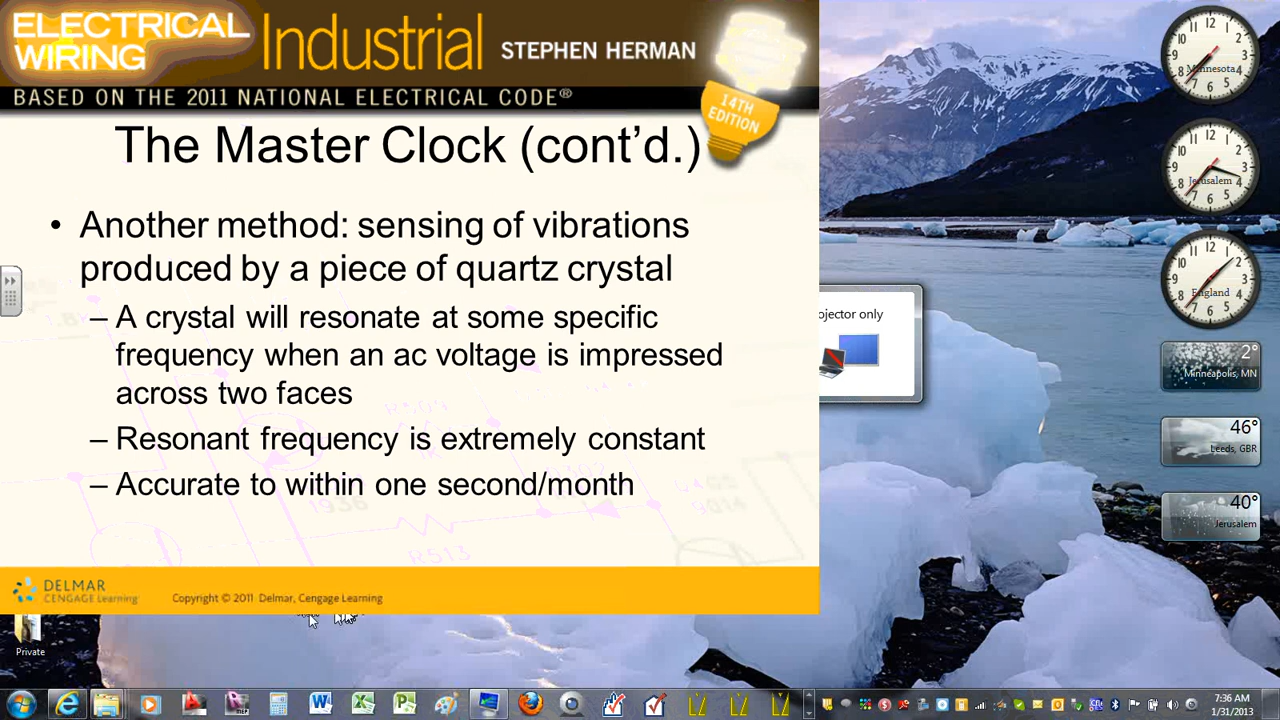 ELECTRICAL
WIRING
Industrial
STEPHEN HERMAN
BASED ON THE 2011 NATIONAL ELECTRICAL CODE®
14TH
EDITION
The Master Clock (cont’d.)
• Another method: sensing of vibrations
produced by a piece of quartz crystal
– A crystal will resonate at some specific
frequency when an ac voltage is impressed
across two faces
– Resonant frequency is extremely constant
– Accurate to within one second/month
R513
DELMAR
CENGAGE Learning
Copyright © 2011 Delmar, Cengage Learning
Private
ojector only
Minnesota
Jerusalem
England
2°
Minneapolis, MN
46°
Leeds, GBR
40°
Jerusalem
7:36 AM
1/31/2013